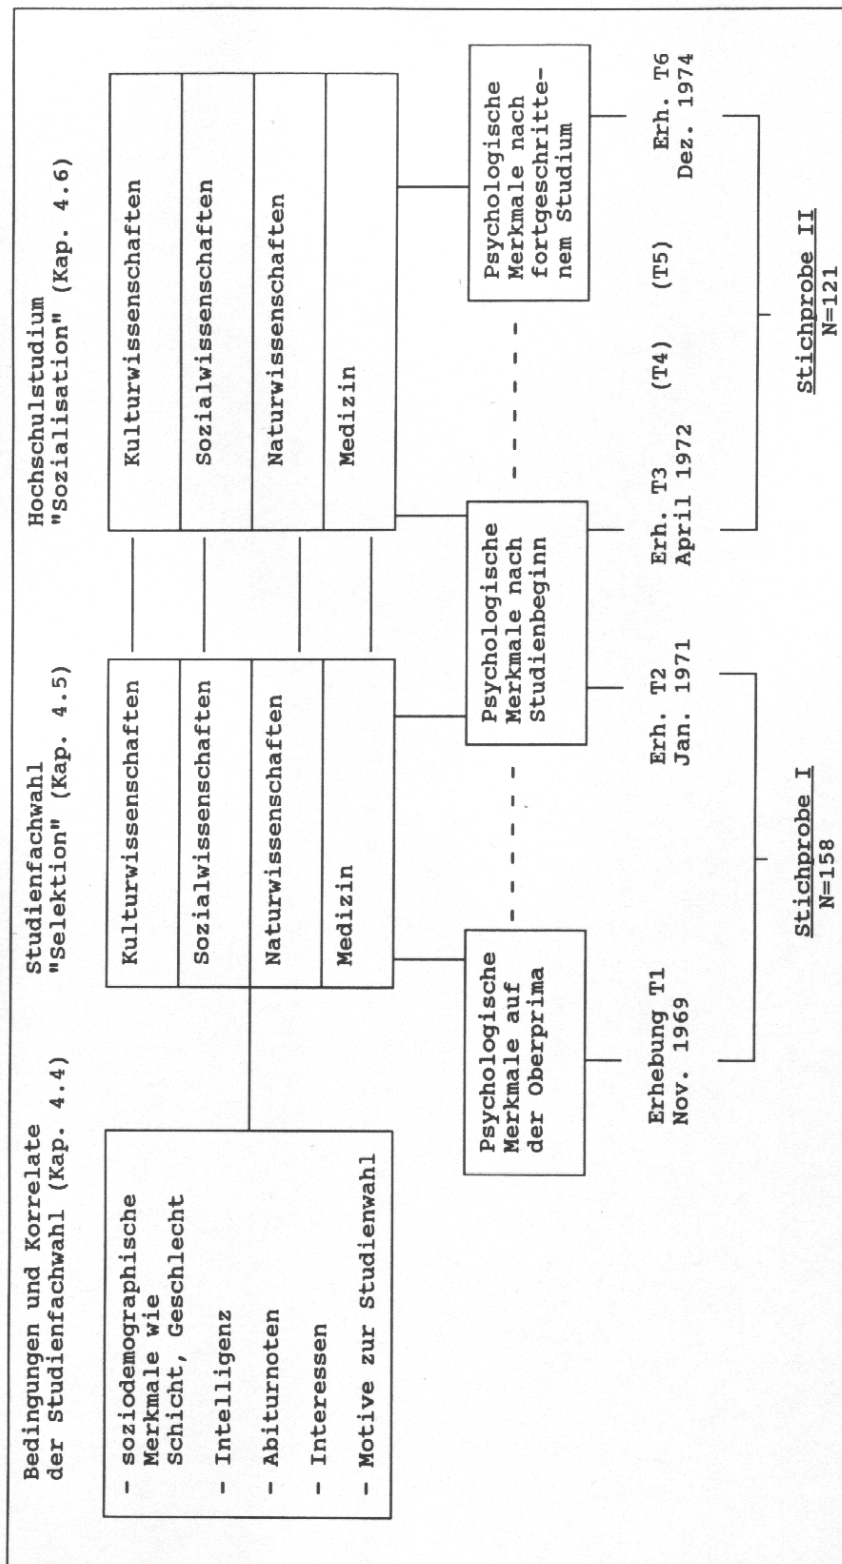 Bedingungen und Korrelate
der Studienfachwahl (Kap. 4.4)
- soziodemographische
Merkmale wie
Schicht, Geschlecht
- Intelligenz
- Abiturnoten
- Interessen
- Motive zur Studienwahl
Studienfachwahl
"Selektion" (Kap. 4.5)
Kulturwissenschaften
Sozialwissenschaften
Naturwissenschaften
Medizin
Hochschulstudium
"Sozialisation" (Kap. 4.6)
Kulturwissenschaften
Sozialwissenschaften
Naturwissenschaften
Medizin
Psychologische
Merkmale auf
der Oberprima
Psychologische
Merkmale nach
Studienbeginn
Psychologische
Merkmale nach
fortgeschritte-
nem Studium
Erhebung T1
Nov. 1969
Erh. T2
Jan. 1971
Erh. T3
April 1972
(T4)
(T5)
Erh. T6
Dez. 1974
Stichprobe I
N=158
Stichprobe II
N=121